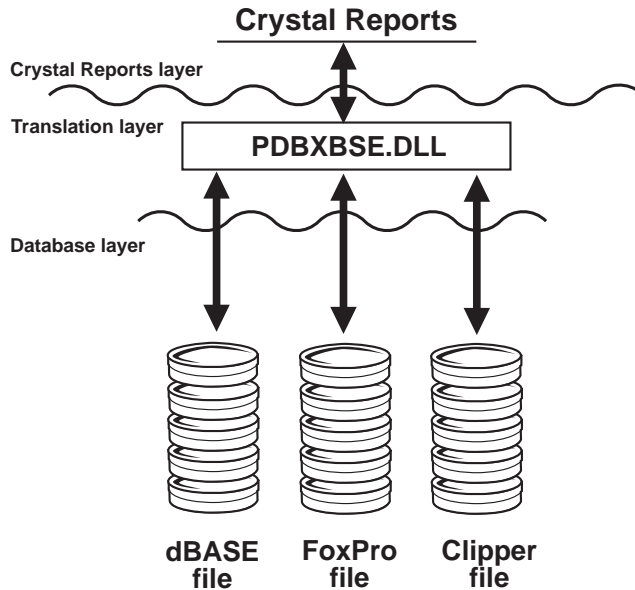 Crystal Reports
Crystal Reports layer
Translation layer
PDBXBSE.DLL
Database layer
dBASE
file
FoxPro
file
Clipper
file